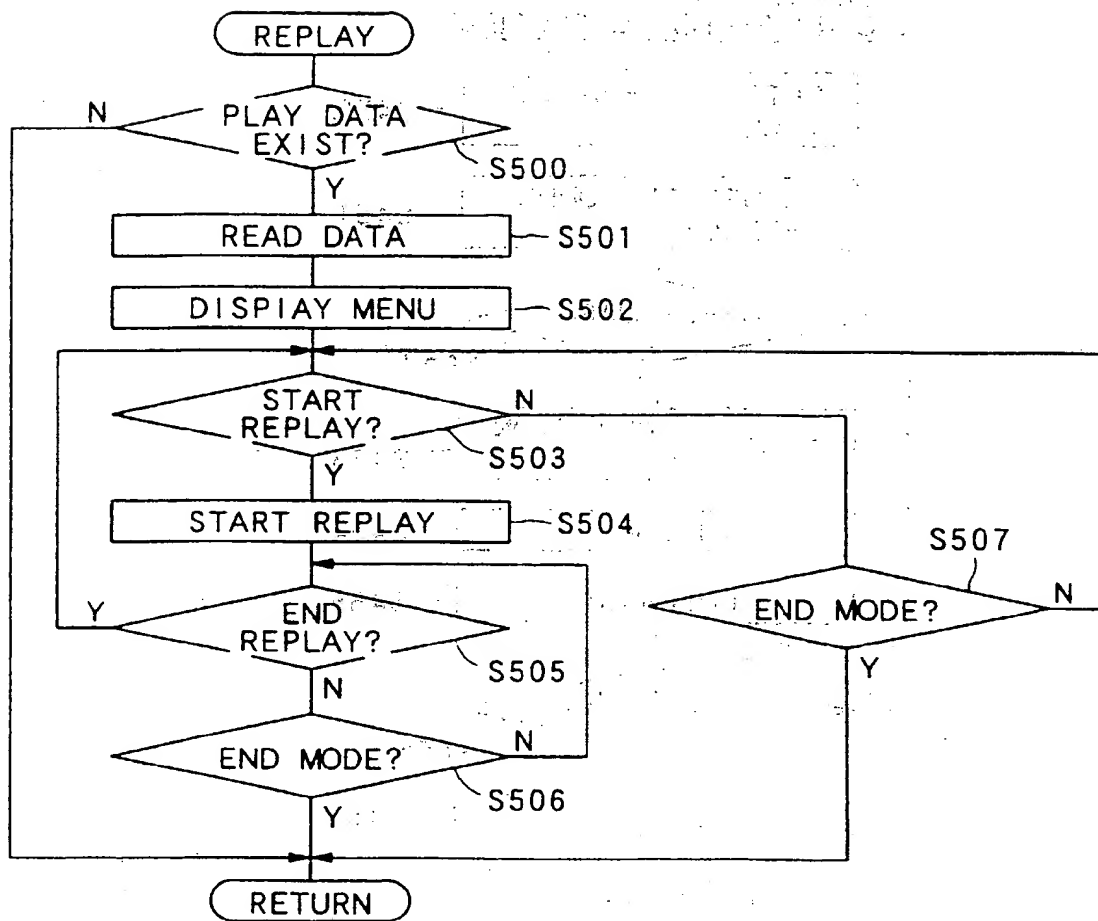 REPLAY
N
PLAY DATA
EXIST?
S500
Y
READ DATA
S501
DISPLAY MENU
S502
START
REPLAY?
N
S503
Y
START REPLAY
S504
S507
Y
END
REPLAY?
END MODE?
N
S505
N
Y
END MODE?
N
S506
Y
RETURN